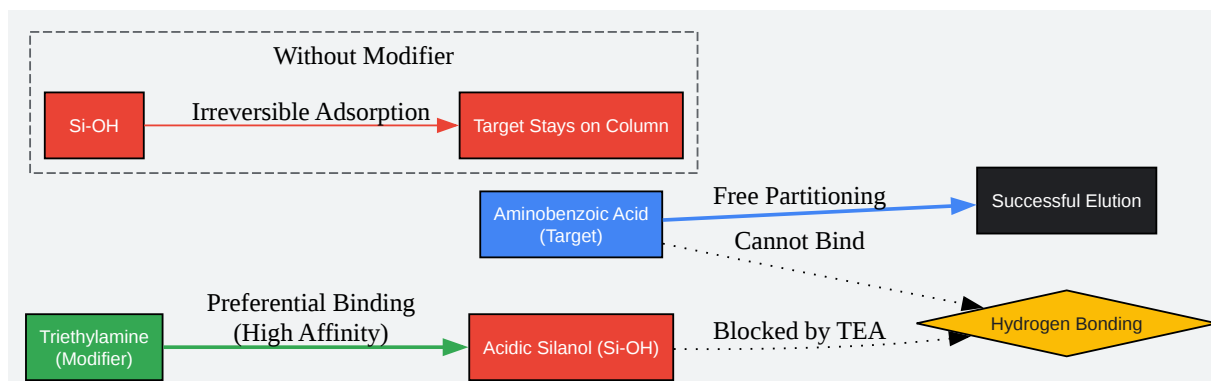 Without Modifier
Si-OH
Irreversible Adsorption
Target Stays on Column
Aminobenzoic Acid
(Target)
Free Partitioning
Successful Elution
Cannot Bind
Triethylamine
(Modifier)
Preferential Binding
(High Affinity)
Acidic Silanol (Si-OH)
Blocked by TEA
Hydrogen Bonding